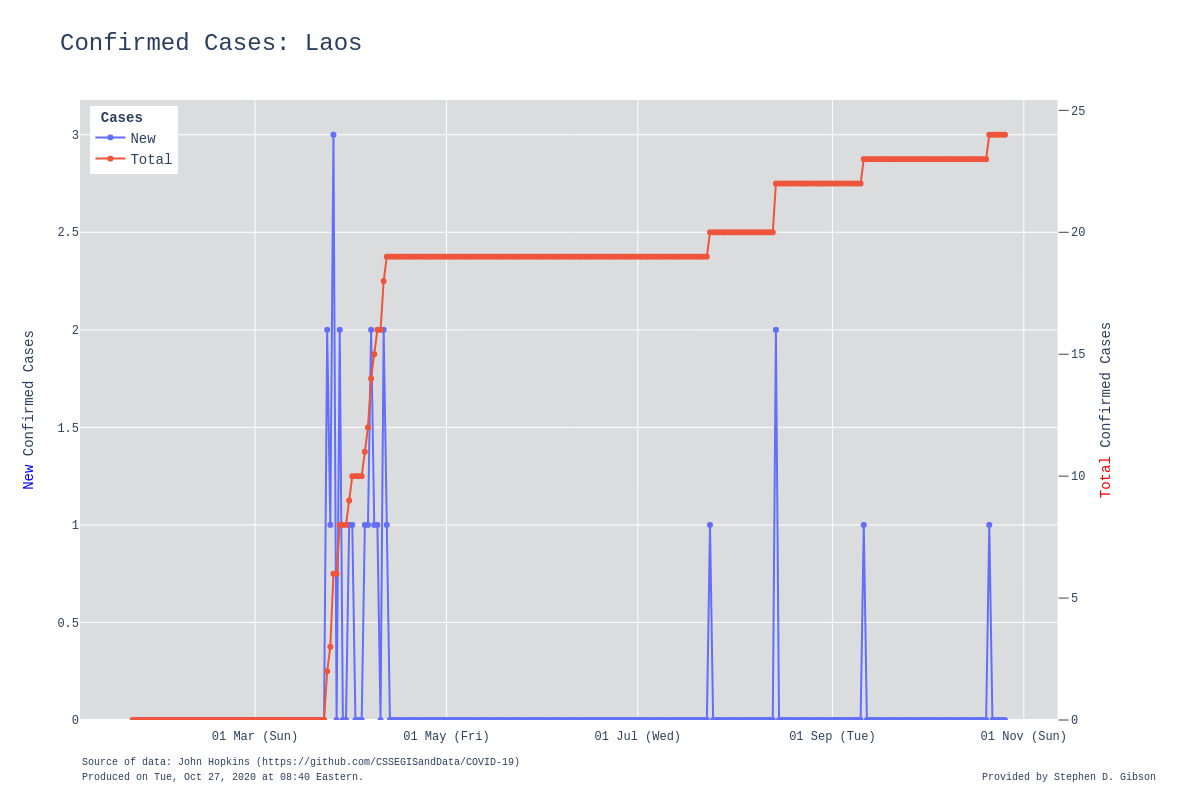 Confirmed Cases: Laos
Cases
New
Total
3
2.5
2
1.5
1
0.5
0
25
20
15
10
5
0
New Confirmed Cases
Total Confirmed Cases
01 Mar (Sun)
01 May (Fri)
01 Jul (Wed)
01 Sep (Tue)
01 Nov (Sun)
Source of data: John Hopkins (https://github.com/CSSEGISandData/COVID-19)
Produced on Tue, Oct 27, 2020 at 08:40 Eastern.
Provided by Stephen D. Gibson